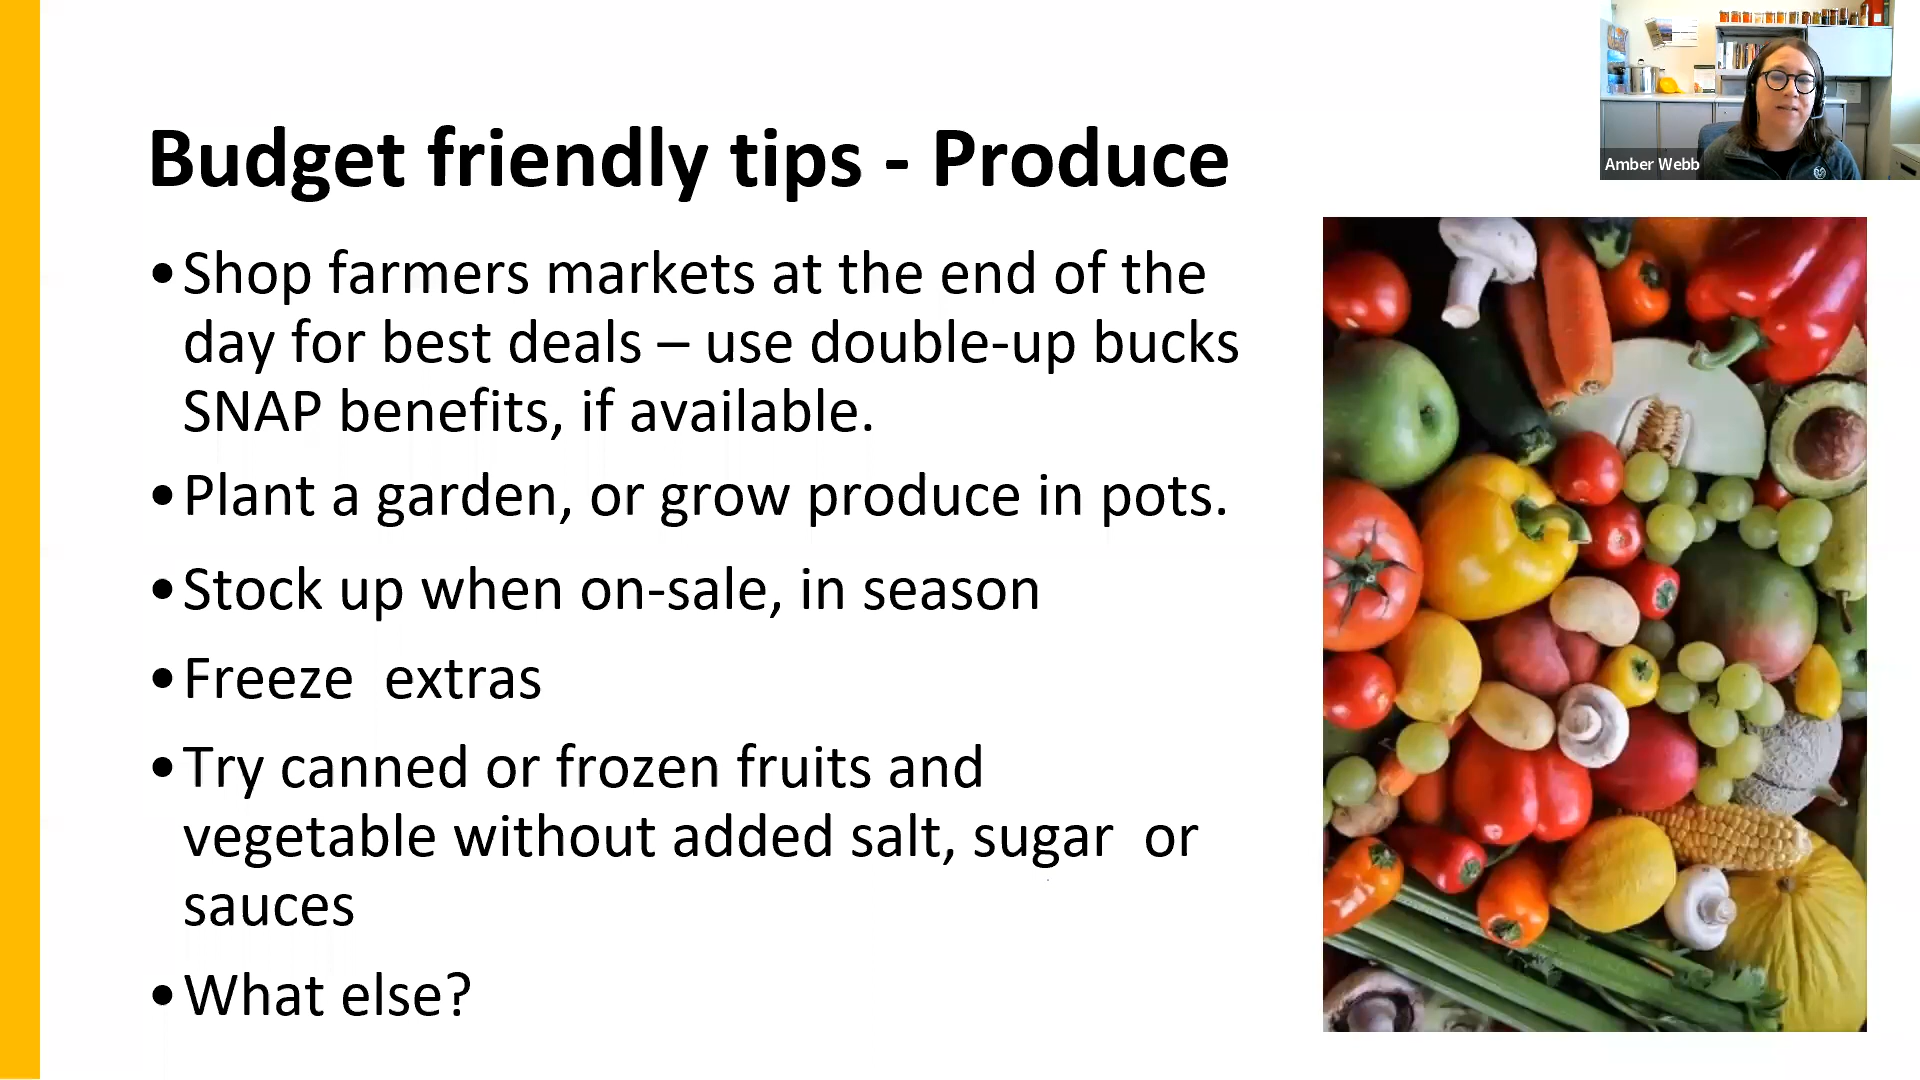 Amber Webb
Budget friendly tips - Produce
•Shop farmers markets at the end of the
day for best deals – use double-up bucks
SNAP benefits, if available.
•Plant a garden, or grow produce in pots.
•Stock up when on-sale, in season
•Freeze  extras
•Try canned or frozen fruits and
vegetable without added salt, sugar  or
sauces
•What else?